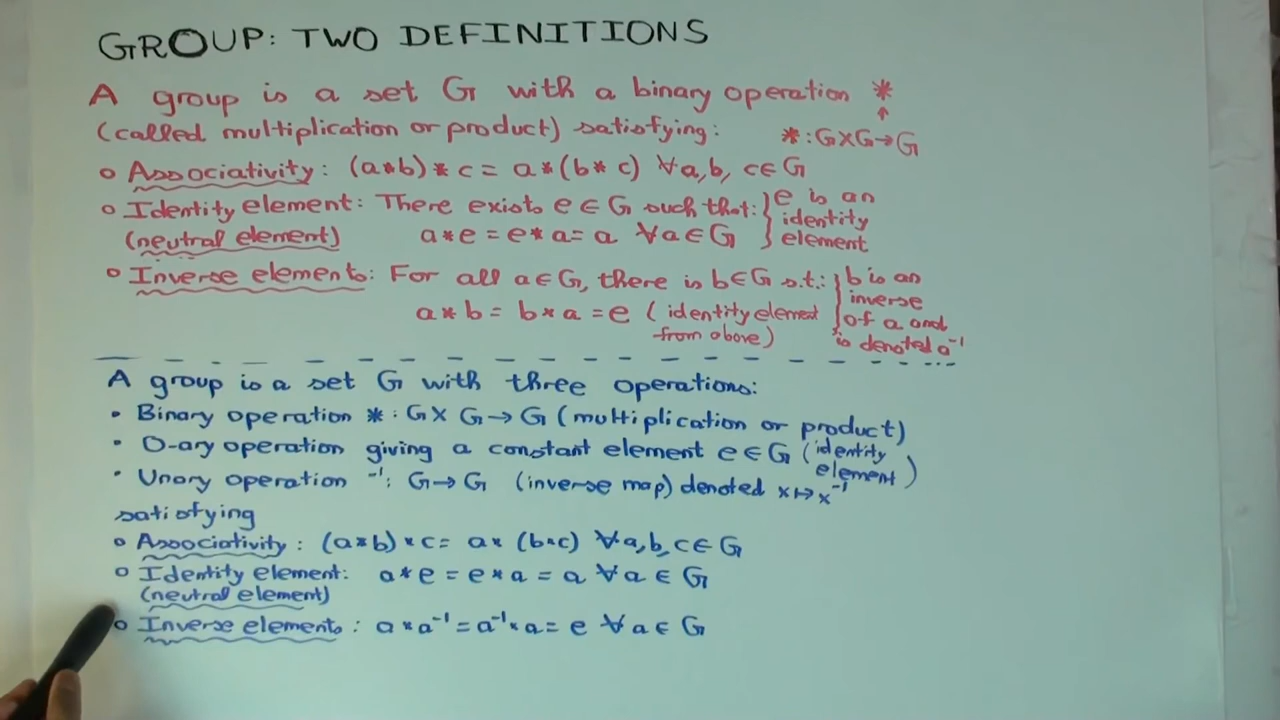 GROUP: TWO DEFINITIONS
A group is a set G with a binary operation *
(called multiplication or product) satisfying: *: G×G→G
○ Associativity: (a*b)*c = a*(b*c) ∀a,b,c∈G
○ Identity element: There exists e∈G such that: } e is an
(neutral element) a*e = e*a = a ∀a∈G } identity
element
○ Inverse elements: For all a∈G, there is b∈G s.t.: } b is an
inverse
a*b = b*a = e (identity element of a and
from above) is denoted a⁻¹
A group is a set G with three operations:
• Binary operation *: G×G→G (multiplication or product)
• 0-ary operation giving a constant element e∈G (identity
element)
• Unary operation ⁻¹: G→G (inverse map) denoted x↦x⁻¹
satisfying
○ Associativity: (a*b)*c = a*(b*c) ∀a,b,c∈G
○ Identity element: a*e = e*a = a ∀a∈G
(neutral element)
○ Inverse elements: a*a⁻¹ = a⁻¹*a = e ∀a∈G